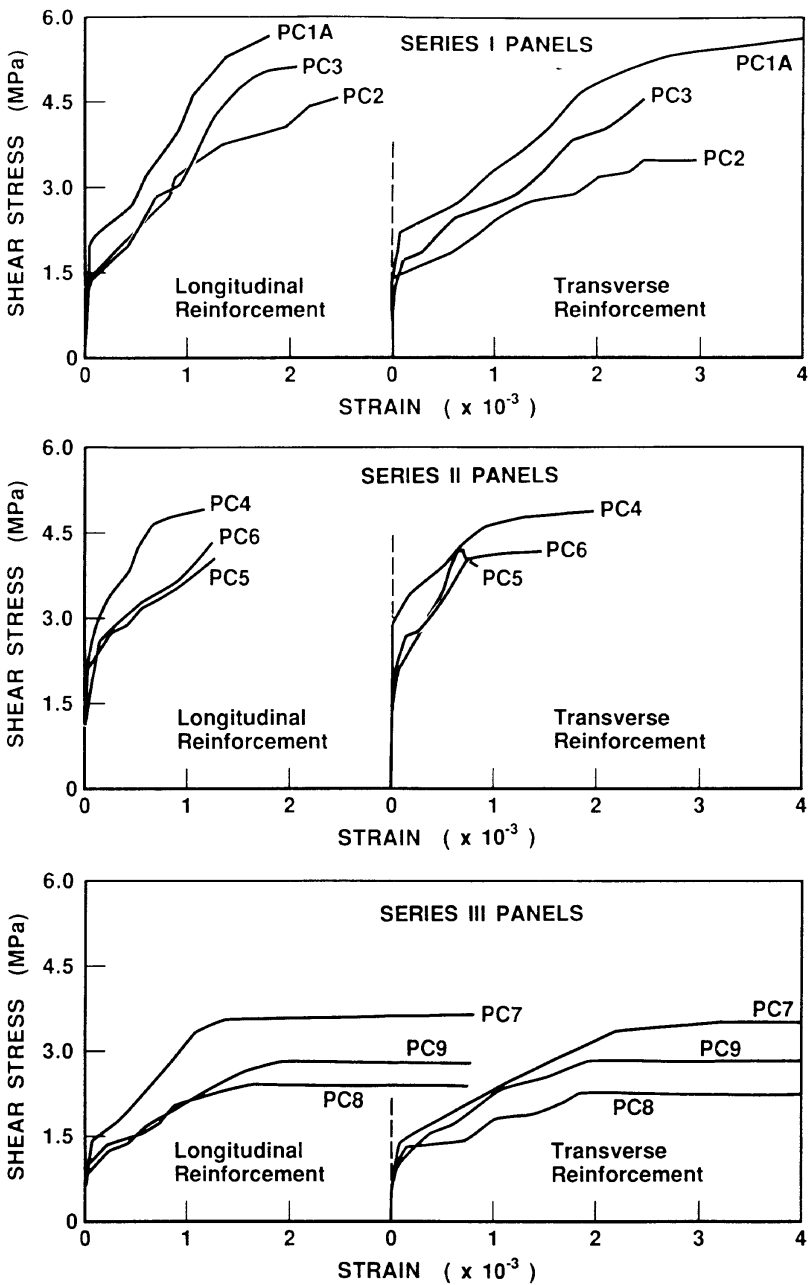 SERIES I PANELS
SHEAR STRESS (MPa)
6.0
4.5
3.0
1.5
0
PC1A
PC3
PC2
PC1A
PC3
PC2
Longitudinal
Reinforcement
Transverse
Reinforcement
0 1 2 0 1 2 3 4
STRAIN ( x 10⁻³ )
SERIES II PANELS
SHEAR STRESS (MPa)
6.0
4.5
3.0
1.5
0
PC4
PC6
PC5
PC4
PC6
PC5
Longitudinal
Reinforcement
Transverse
Reinforcement
0 1 2 0 1 2 3 4
STRAIN ( x 10⁻³ )
SERIES III PANELS
SHEAR STRESS (MPa)
6.0
4.5
3.0
1.5
0
PC7
PC9
PC8
PC7
PC9
PC8
Longitudinal
Reinforcement
Transverse
Reinforcement
0 1 2 0 1 2 3 4
STRAIN ( x 10⁻³ )